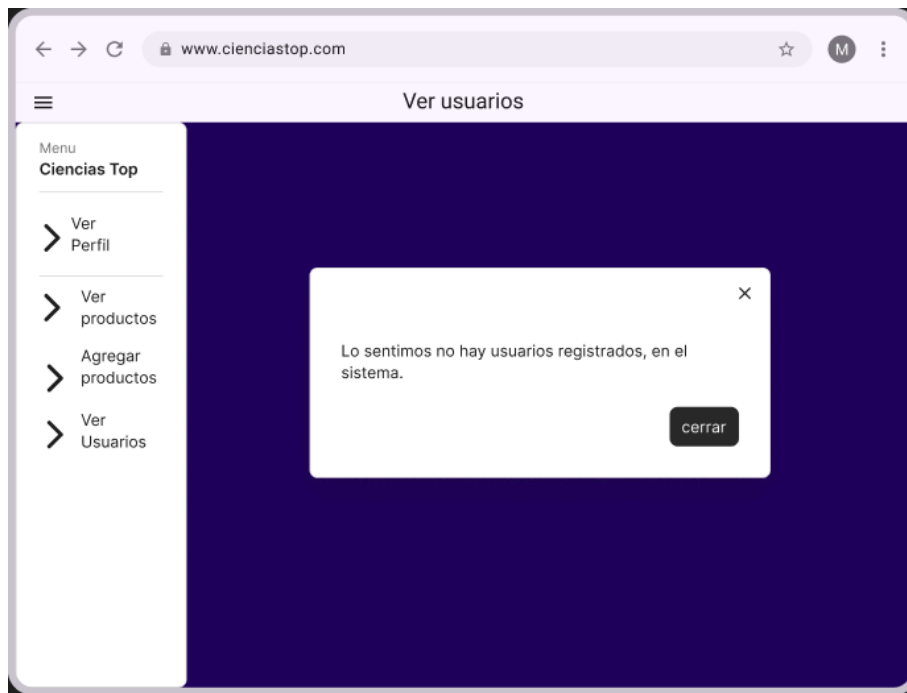 www.cienciastop.com
M
Ver usuarios
Menu
Ciencias Top
Ver
Perfil
Ver
productos
Agregar
productos
Ver
Usuarios
Lo sentimos no hay usuarios registrados, en el
sistema.
cerrar